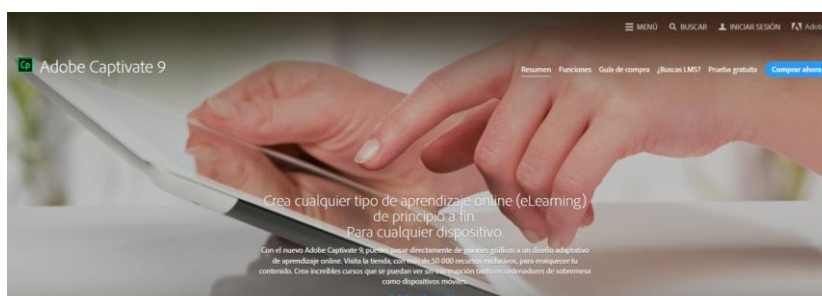 MENÚ BUSCAR INICIAR SESIÓN Adob
Cp Adobe Captivate 9
Resumen Funciones Guía de compra ¿Buscas LMS? Prueba gratuita Comprar ahora
Crea cualquier tipo de aprendizaje online (eLearning)
de principio a fin.
Para cualquier dispositivo.
Con el nuevo Adobe Captivate 9, puedes pasar directamente de guiones gráficos a un diseño adaptativo
de aprendizaje online. Visita la tienda, con más de 50 000 recursos exclusivos, para enriquecer tu
contenido. Crea increíbles cursos que se puedan ver sin interrupción tanto en ordenadores de sobremesa
como dispositivos móviles.